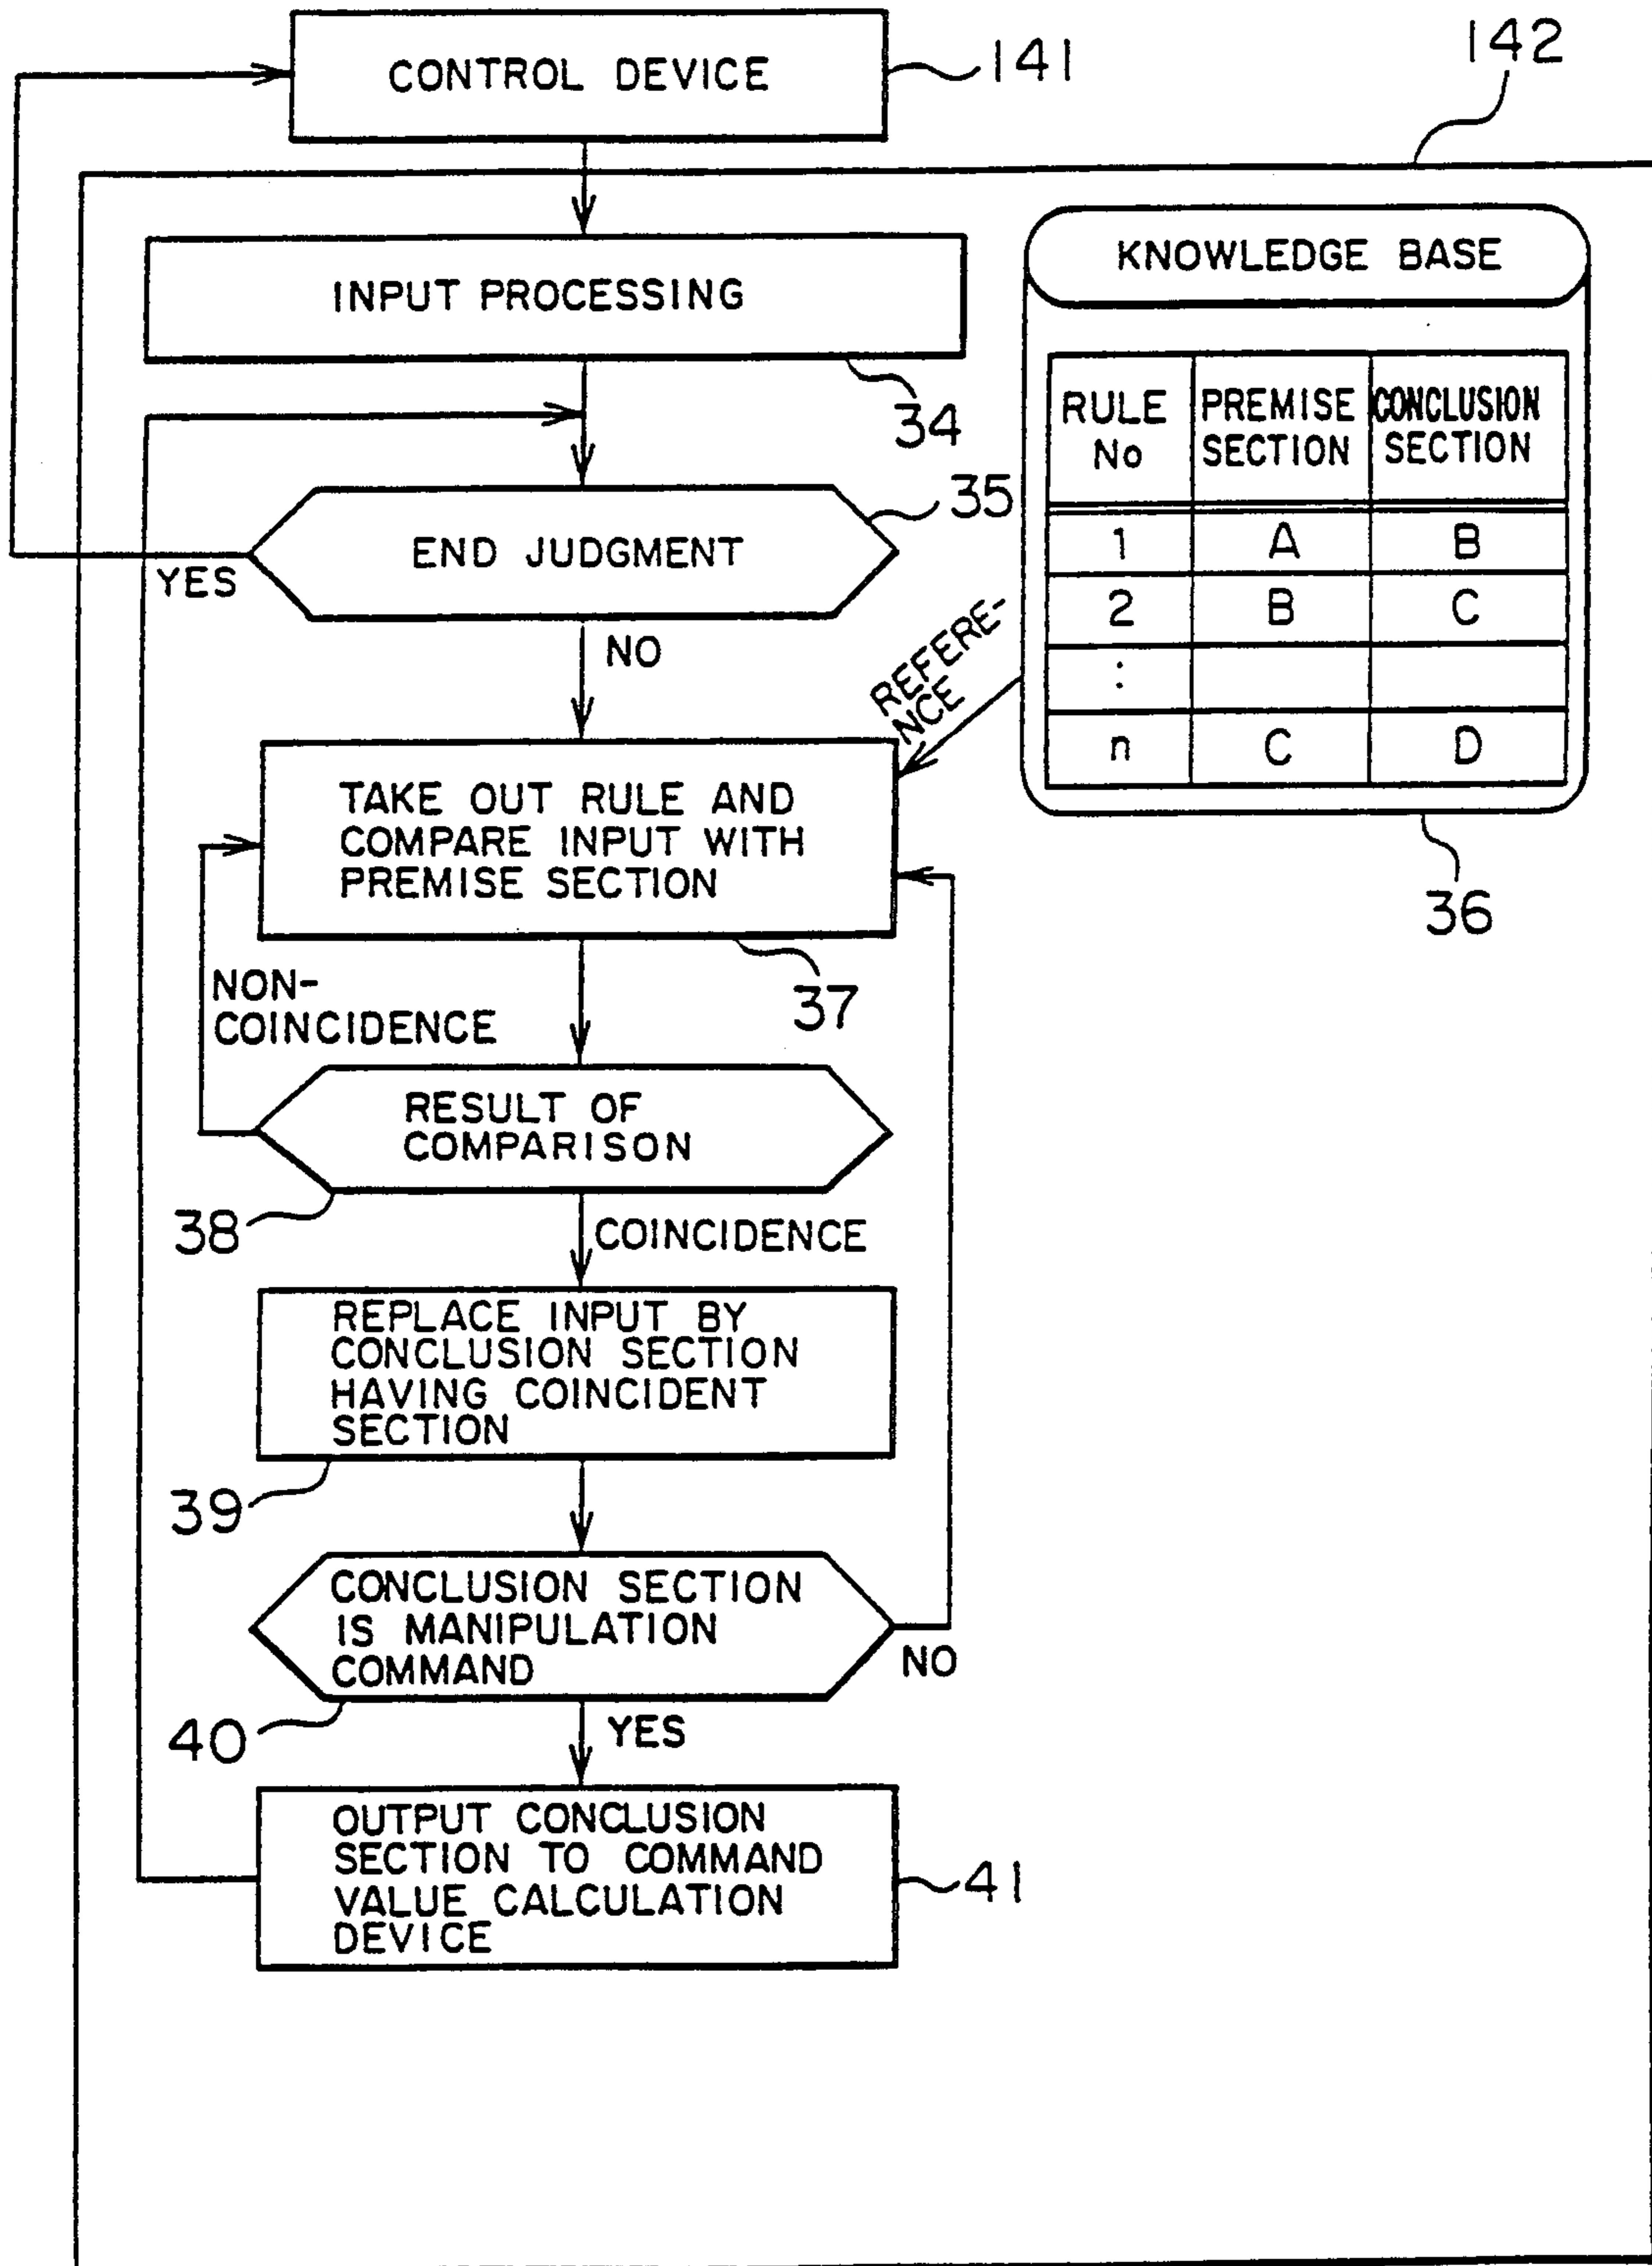 CONTROL DEVICE
141
142
INPUT PROCESSING
34
KNOWLEDGE BASE
RULE No
PREMISE SECTION
CONCLUSION SECTION
1 A B
2 B C
:
n C D
36
END JUDGMENT
35
YES
NO
REFERE-
NCE
TAKE OUT RULE AND
COMPARE INPUT WITH
PREMISE SECTION
37
NON-
COINCIDENCE
RESULT OF
COMPARISON
38
COINCIDENCE
REPLACE INPUT BY
CONCLUSION SECTION
HAVING COINCIDENT
SECTION
39
CONCLUSION SECTION
IS MANIPULATION
COMMAND
NO
40
YES
OUTPUT CONCLUSION
SECTION TO COMMAND
VALUE CALCULATION
DEVICE
41